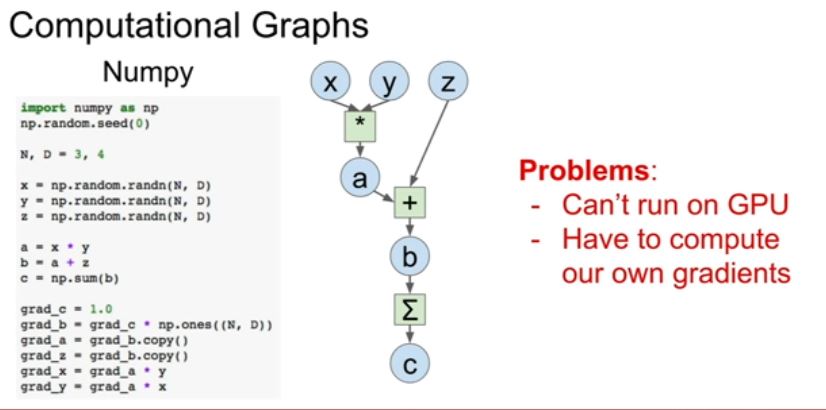 Computational Graphs
Numpy
import numpy as np
np.random.seed(0)
N, D = 3, 4
x = np.random.randn(N, D)
y = np.random.randn(N, D)
z = np.random.randn(N, D)
a = x * y
b = a + z
c = np.sum(b)
grad_c = 1.0
grad_b = grad_c * np.ones((N, D))
grad_a = grad_b.copy()
grad_z = grad_b.copy()
grad_x = grad_a * y
grad_y = grad_a * x
x y z
*
a
+
b
Σ
c
Problems:
- Can't run on GPU
- Have to compute
our own gradients